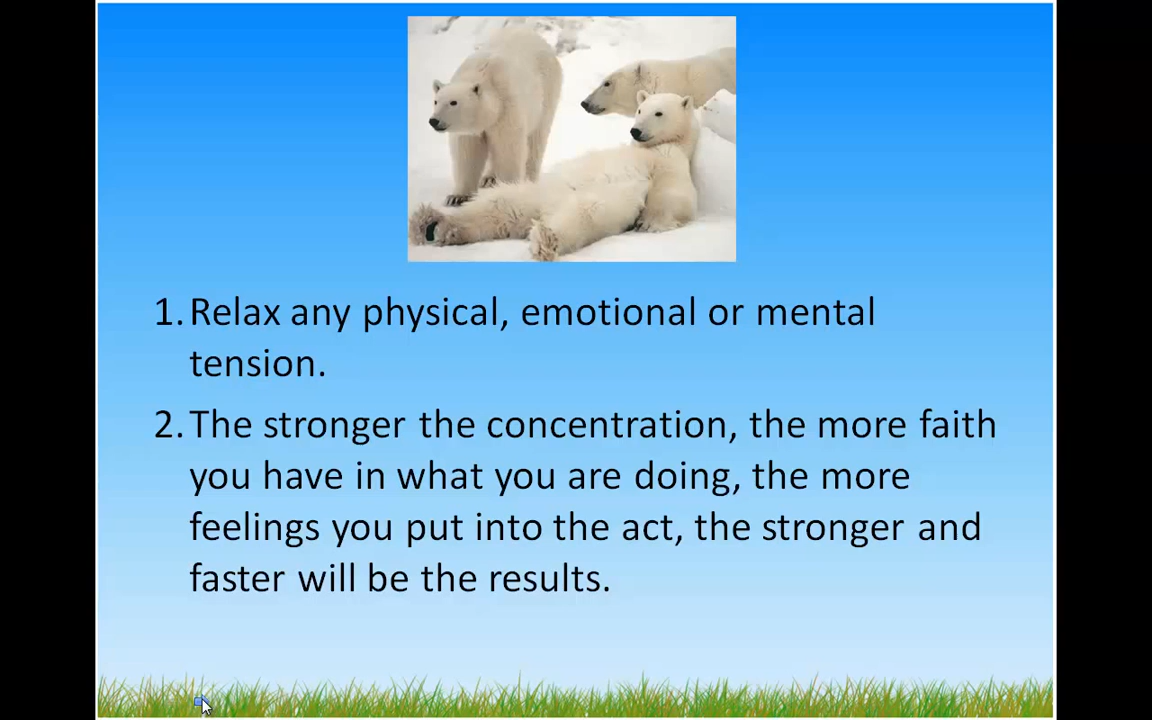 1. Relax any physical, emotional or mental
tension.
2. The stronger the concentration, the more faith
you have in what you are doing, the more
feelings you put into the act, the stronger and
faster will be the results.